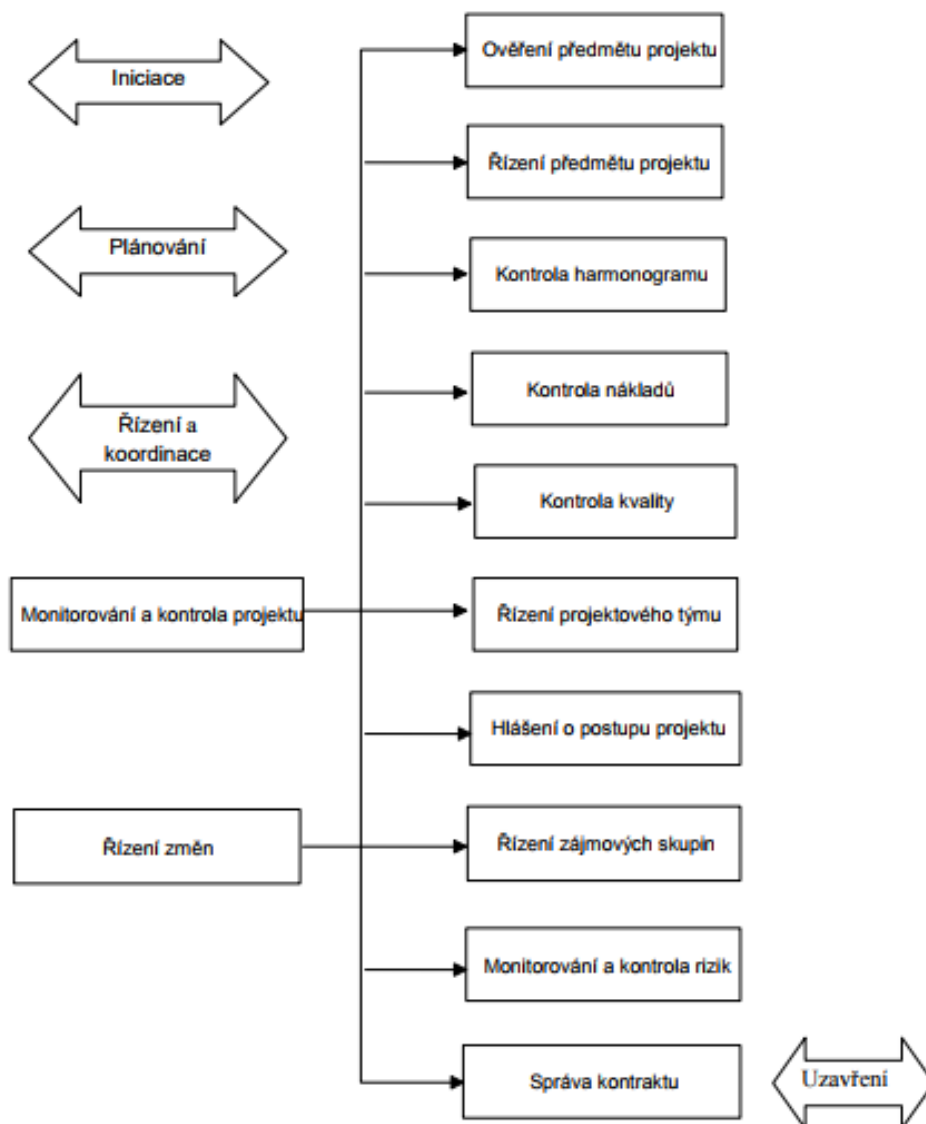 Iniciace
Plánování
Řízení a
koordinace
Monitorování a kontrola projektu
Řízení změn
Ověření předmětu projektu
Řízení předmětu projektu
Kontrola harmonogramu
Kontrola nákladů
Kontrola kvality
Řízení projektového týmu
Hlášení o postupu projektu
Řízení zájmových skupin
Monitorování a kontrola rizik
Správa kontraktu
Uzavření